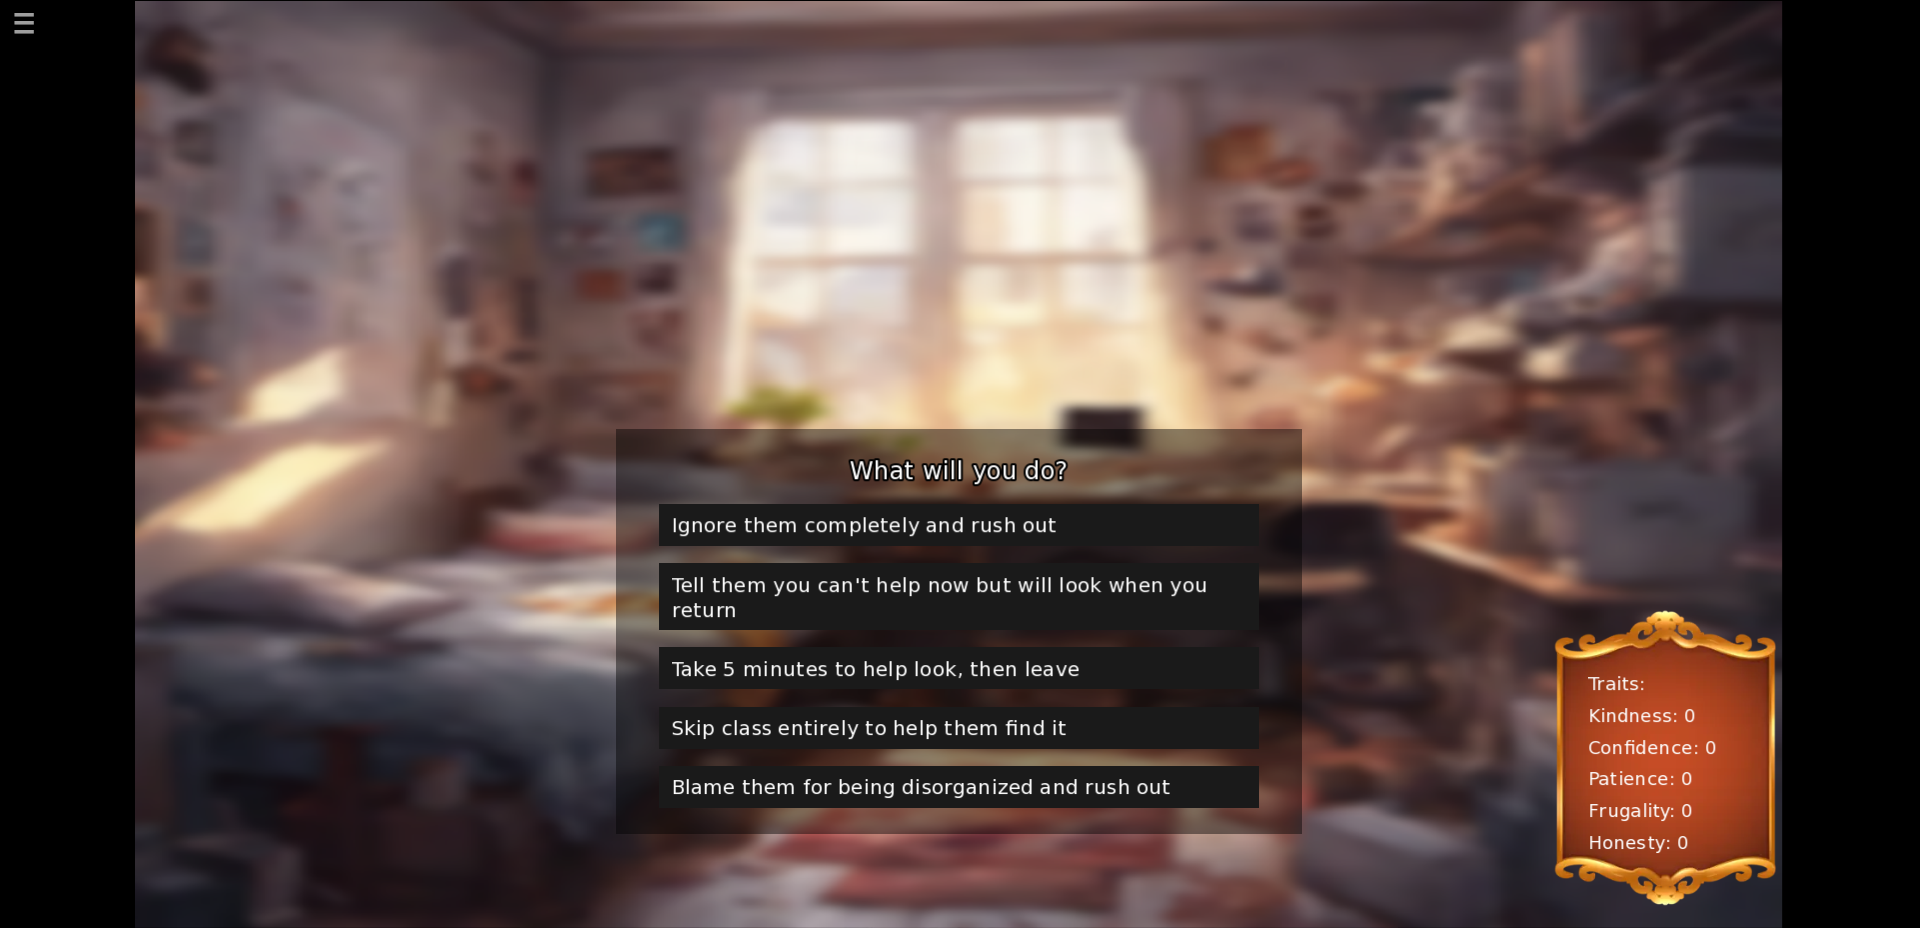 What will you do?
Ignore them completely and rush out
Tell them you can't help now but will look when you
return
Take 5 minutes to help look, then leave
Skip class entirely to help them find it
Blame them for being disorganized and rush out
Traits:
Kindness: 0
Confidence: 0
Patience: 0
Frugality: 0
Honesty: 0